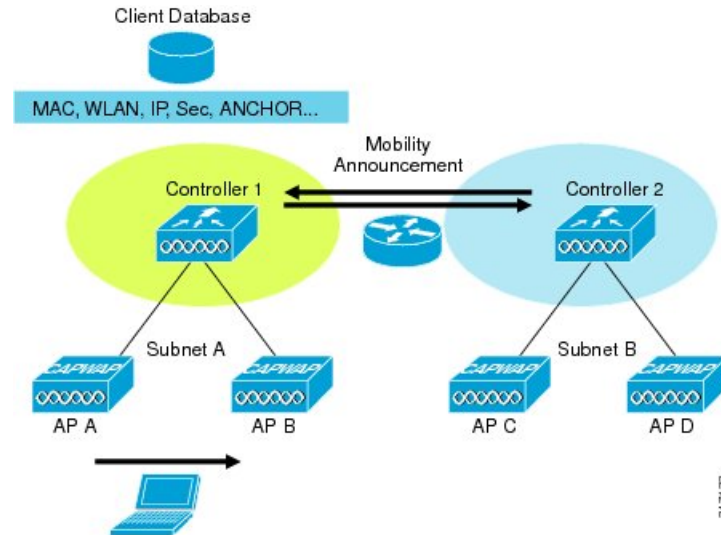 Client Database
MAC, WLAN, IP, Sec, ANCHOR...
Mobility
Announcement
Controller 1
Controller 2
Subnet A
Subnet B
CAPWAP
CAPWAP
CAPWAP
CAPWAP
AP A
AP B
AP C
AP D